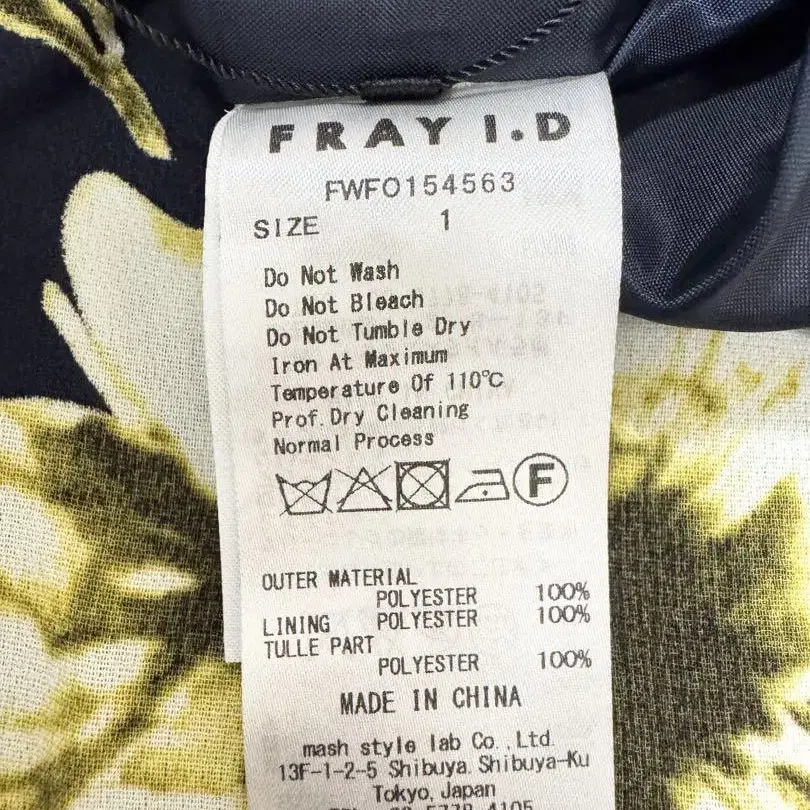 FRAY I.D
FWFO154563
SIZE 1
Do Not Wash
Do Not Bleach
Do Not Tumble Dry
Iron At Maximum
Temperature Of 110℃
Prof.Dry Cleaning
Normal Process
F
OUTER MATERIAL
POLYESTER 100%
LINING POLYESTER 100%
TULLE PART
POLYESTER 100%
MADE IN CHINA
mash style lab Co.,Ltd.
13F-1-2-5 Shibuya.Shibuya-Ku
Tokyo,Japan